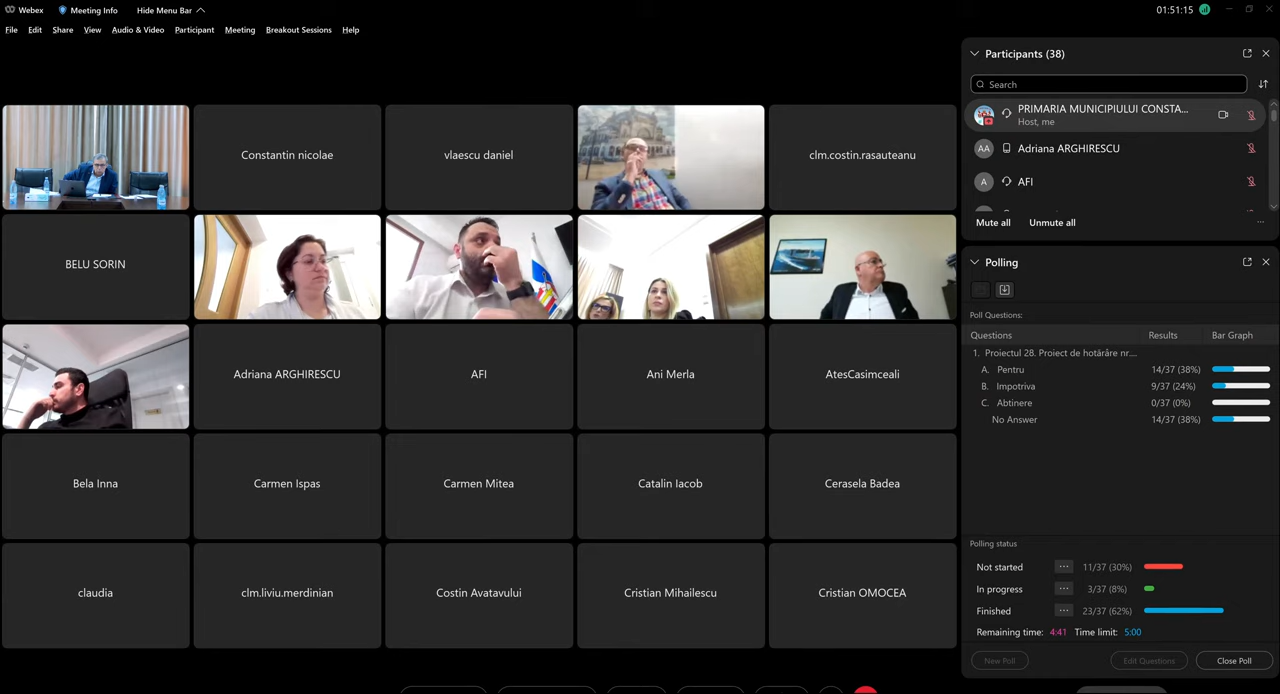 Webex
Meeting Info
Hide Menu Bar
01:51:15
File Edit Share View Audio & Video Participant Meeting Breakout Sessions Help
Constantin nicolae
vlaescu daniel
clm.costin.rasauteanu
BELU SORIN
Adriana ARGHIRESCU
AFI
Ani Merla
AtesCasimceali
Bela Inna
Carmen Ispas
Carmen Mitea
Catalin Iacob
Cerasela Badea
claudia
clm.liviu.merdinian
Costin Avatavului
Cristian Mihailescu
Cristian OMOCEA
Participants (38)
Search
PRIMARIA MUNICIPIULUI CONSTA...
Host, me
AA Adriana ARGHIRESCU
A AFI
Mute all Unmute all ...
Polling
Poll Questions:
Questions Results Bar Graph
1. Proiectul 28. Proiect de hotărâre nr....
A. Pentru 14/37 (38%)
B. Impotriva 9/37 (24%)
C. Abtinere 0/37 (0%)
No Answer 14/37 (38%)
Polling status
Not started ... 11/37 (30%)
In progress ... 3/37 (8%)
Finished ... 23/37 (62%)
Remaining time: 4:41 Time limit: 5:00
New Poll Edit Questions Close Poll